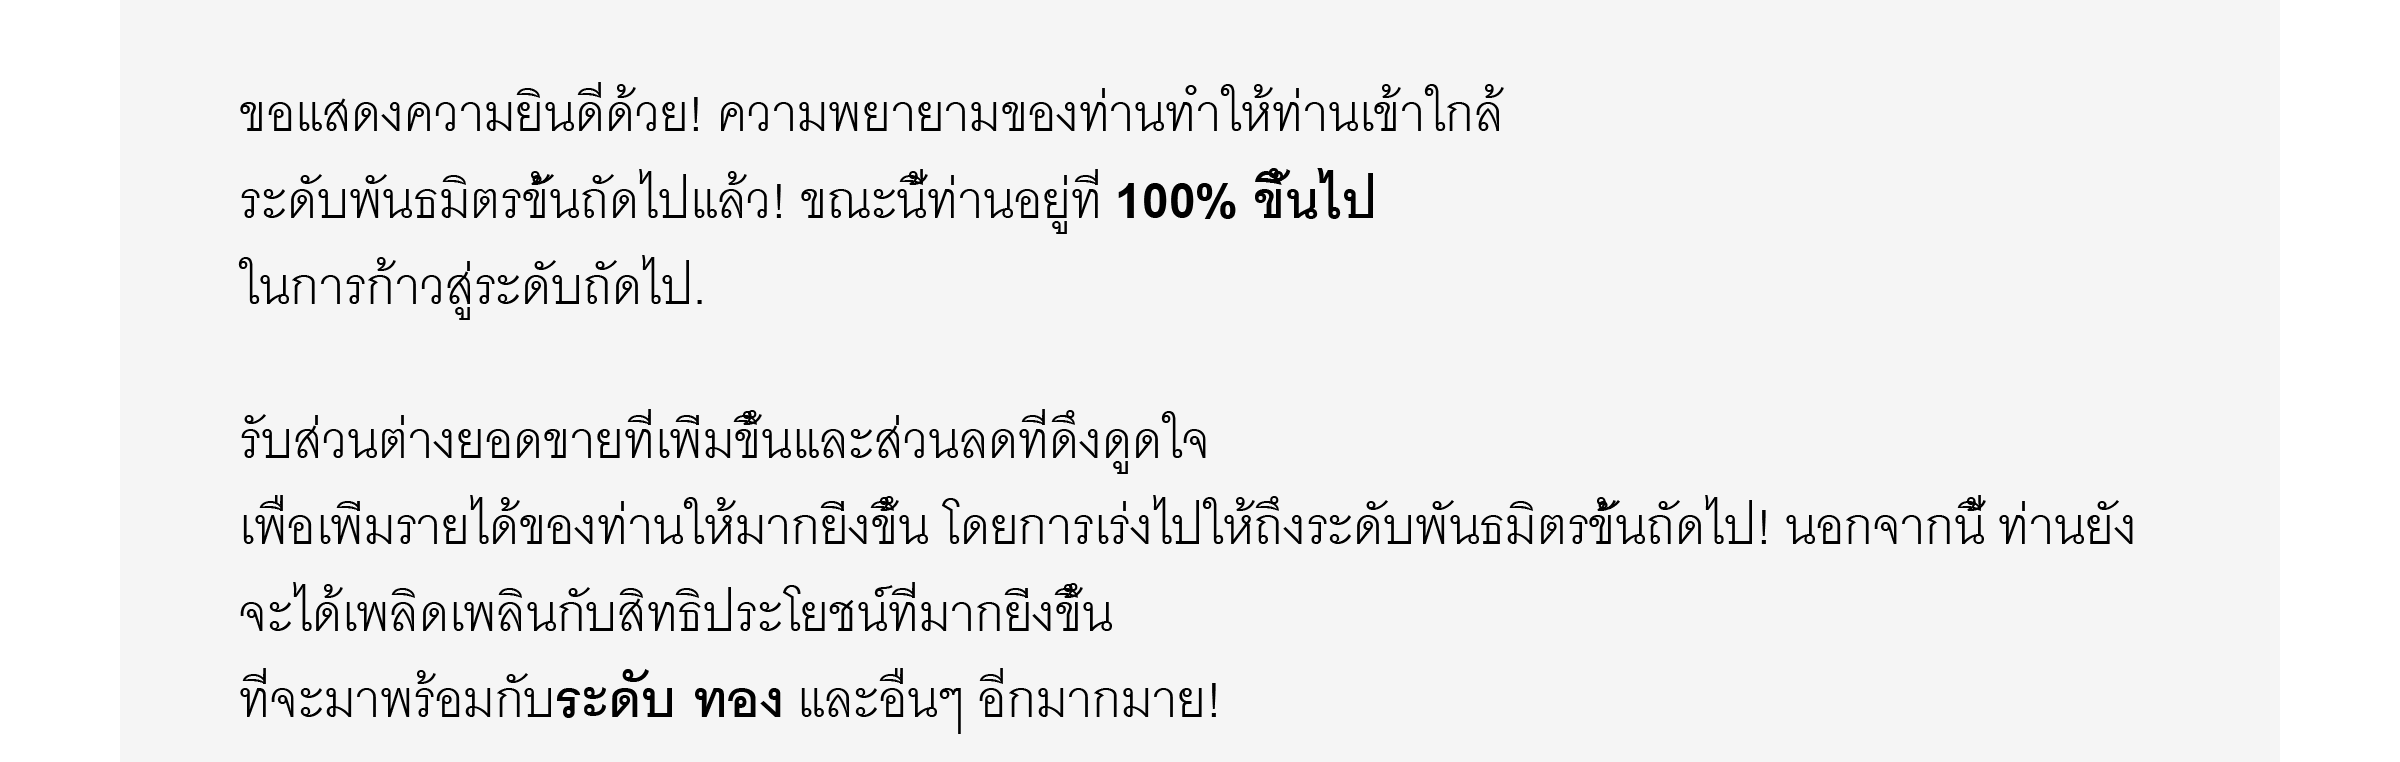 ขอแสดงความยินดีด้วย! ความพยายามของท่านทำให้ท่านเข้าใกล้
ระดับพันธมิตรขั้นถัดไปแล้ว! ขณะนี้ท่านอยู่ที่ 100% ขึ้นไป
ในการก้าวสู่ระดับถัดไป.
รับส่วนต่างยอดขายที่เพิ่มขึ้นและส่วนลดที่ดึงดูดใจ
เพื่อเพิ่มรายได้ของท่านให้มากยิ่งขึ้น โดยการเร่งไปให้ถึงระดับพันธมิตรขั้นถัดไป! นอกจากนี้ ท่านยัง
จะได้เพลิดเพลินกับสิทธิประโยชน์ที่มากยิ่งขึ้น
ที่จะมาพร้อมกับระดับ ทอง และอื่นๆ อีกมากมาย!